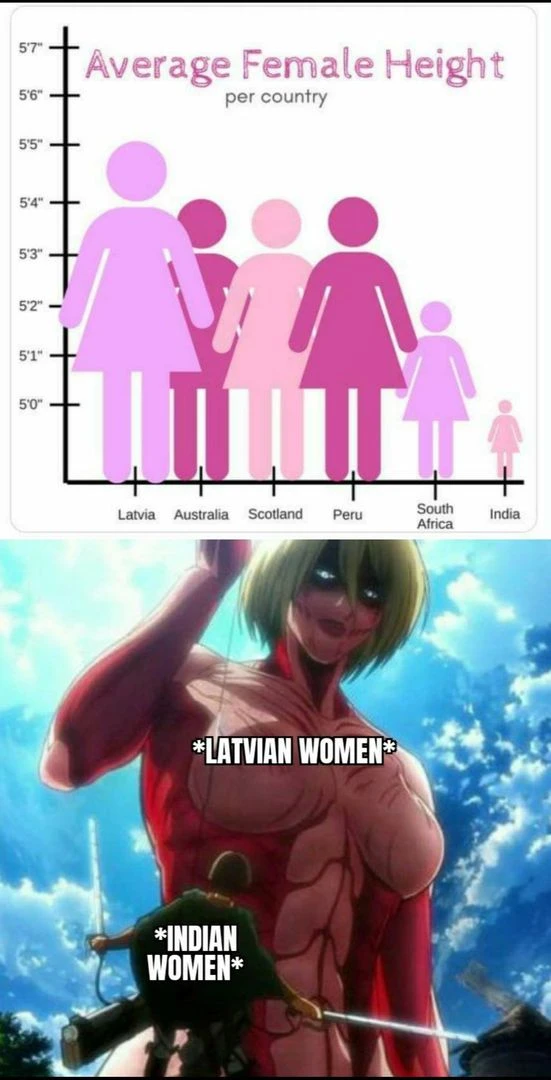 Average Female Height
per country
5'7"
5'6"
5'5"
5'4"
5'3"
5'2"
5'1"
5'0"
Latvia
Australia
Scotland
Peru
South
Africa
India
*LATVIAN WOMEN*
*INDIAN
WOMEN*